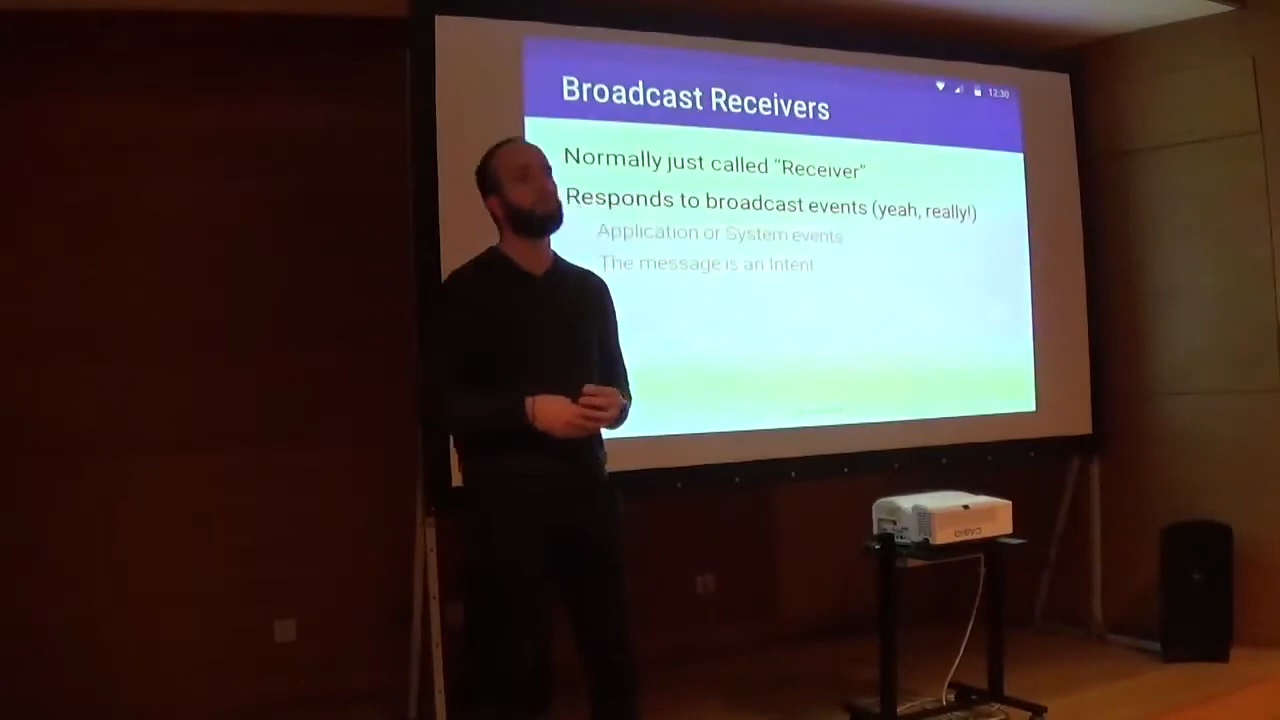 Broadcast Receivers
12:30
Normally just called “Receiver”
Responds to broadcast events (yeah, really!)
Application or System events
The message is an Intent